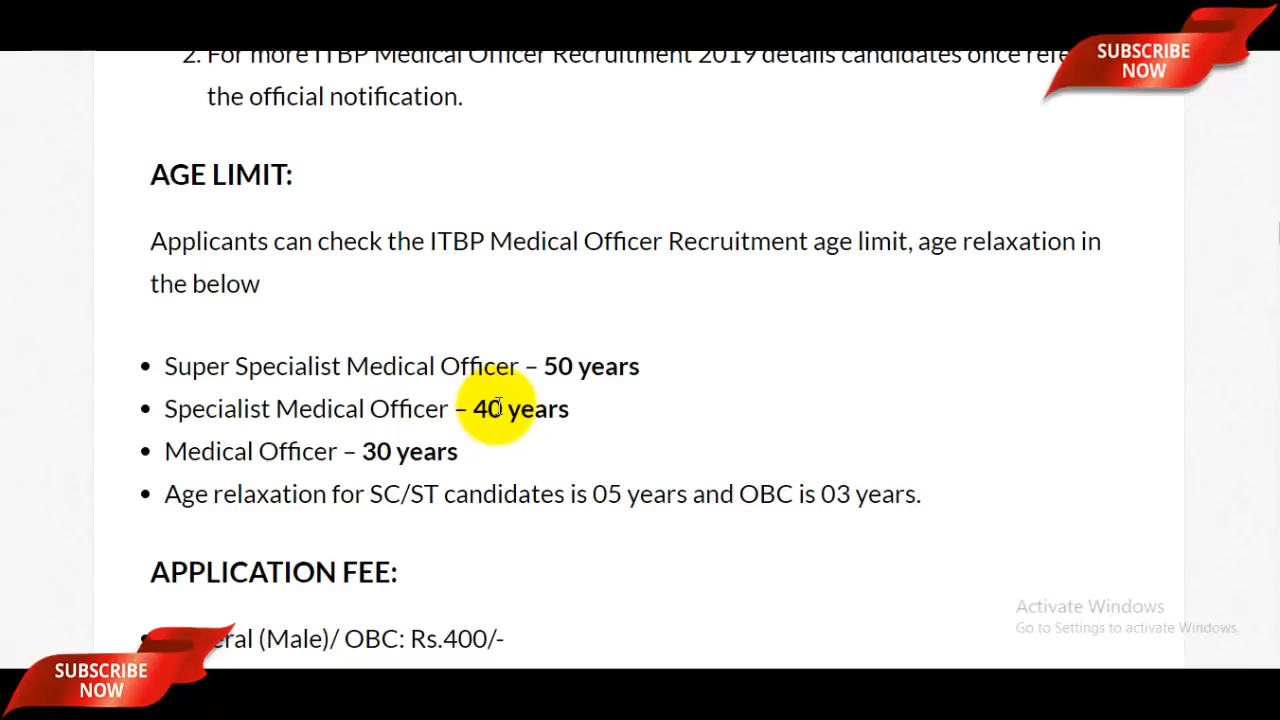 2. For more ITBP Medical Officer Recruitment 2019 details candidates once
the official notification.
SUBSCRIBE
NOW
AGE LIMIT:
Applicants can check the ITBP Medical Officer Recruitment age limit, age relaxation in
the below
• Super Specialist Medical Officer – 50 years
• Specialist Medical Officer – 40 years
• Medical Officer – 30 years
• Age relaxation for SC/ST candidates is 05 years and OBC is 03 years.
APPLICATION FEE:
(Male)/ OBC: Rs.400/-
Activate Windows
Go to Settings to activate Windows.
SUBSCRIBE
NOW